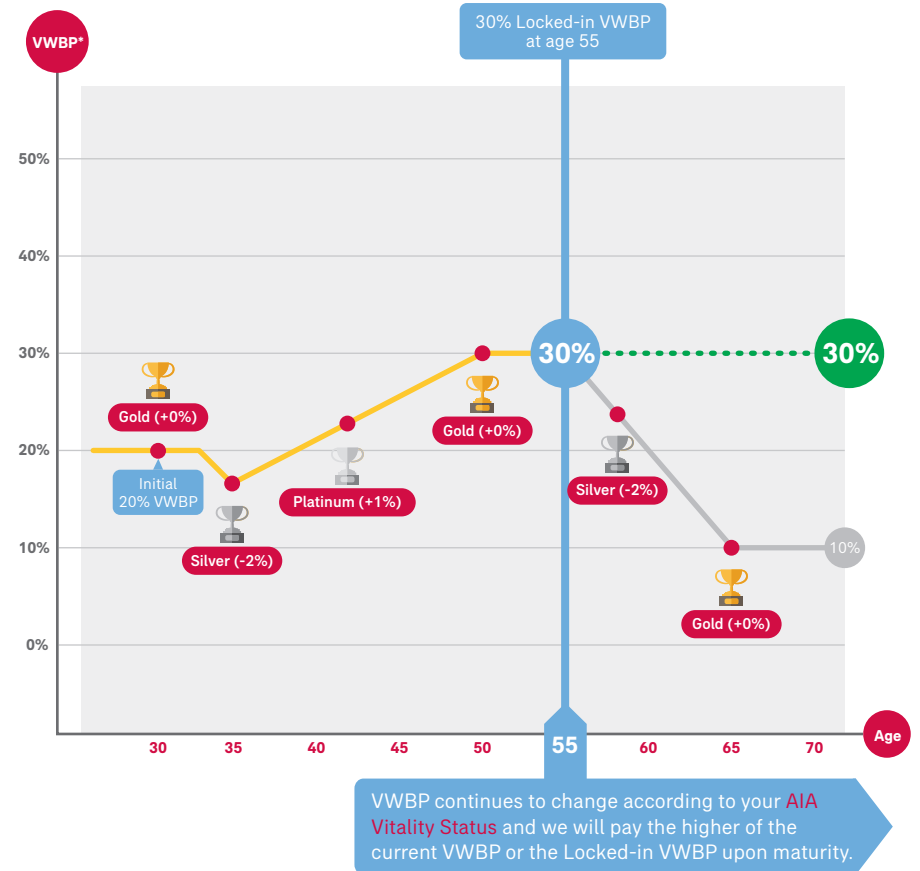 VWBP*
30% Locked-in VWBP
at age 55
50%
40%
30%
30%
30%
Gold (+0%)
Gold (+0%)
20%
Initial
20% VWBP
Platinum (+1%)
Silver (-2%)
Silver (-2%)
10%
10%
Gold (+0%)
0%
30
35
40
45
50
55
60
65
70
Age
VWBP continues to change according to your AIA
Vitality Status and we will pay the higher of the
current VWBP or the Locked-in VWBP upon maturity.